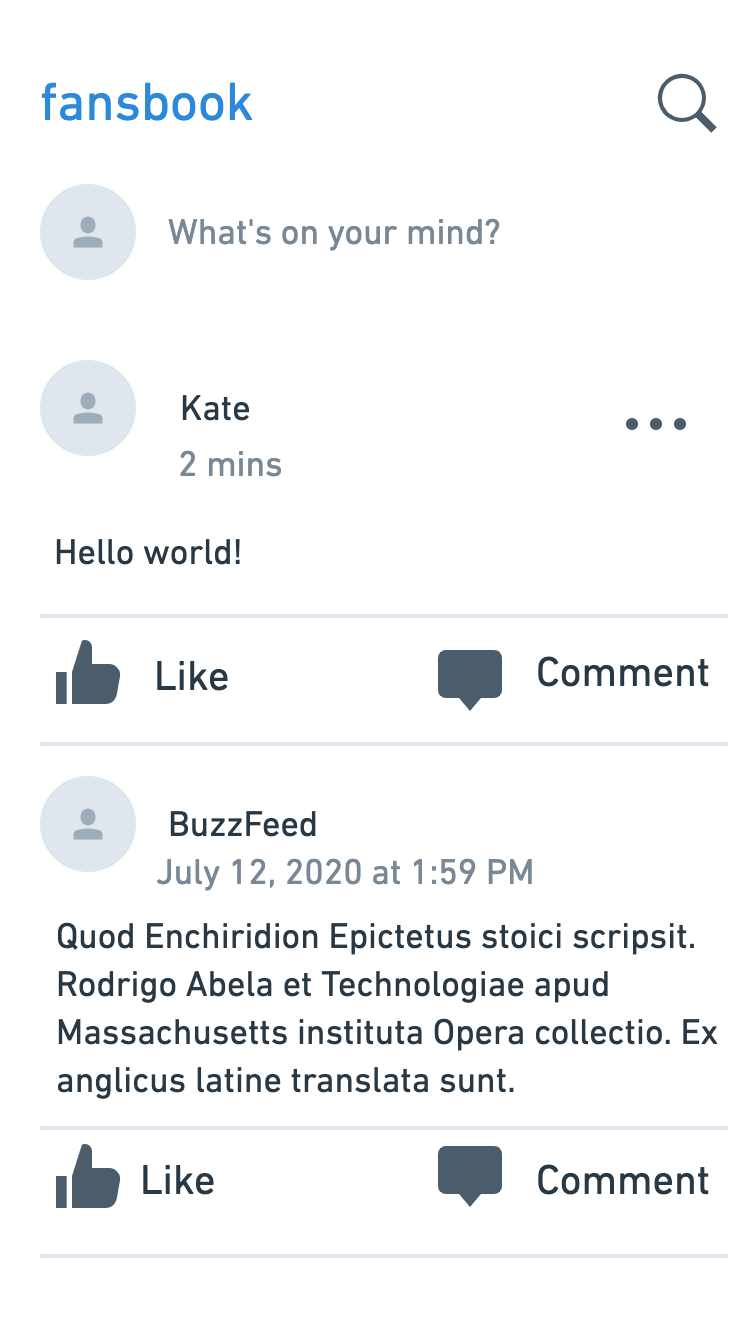 fansbook
What's on your mind?
Kate
2 mins
Hello world!
Like
Comment
BuzzFeed
July 12, 2020 at 1:59 PM
Quod Enchiridion Epictetus stoici scripsit.
Rodrigo Abela et Technologiae apud
Massachusetts instituta Opera collectio. Ex
anglicus latine translata sunt.
Like
Comment